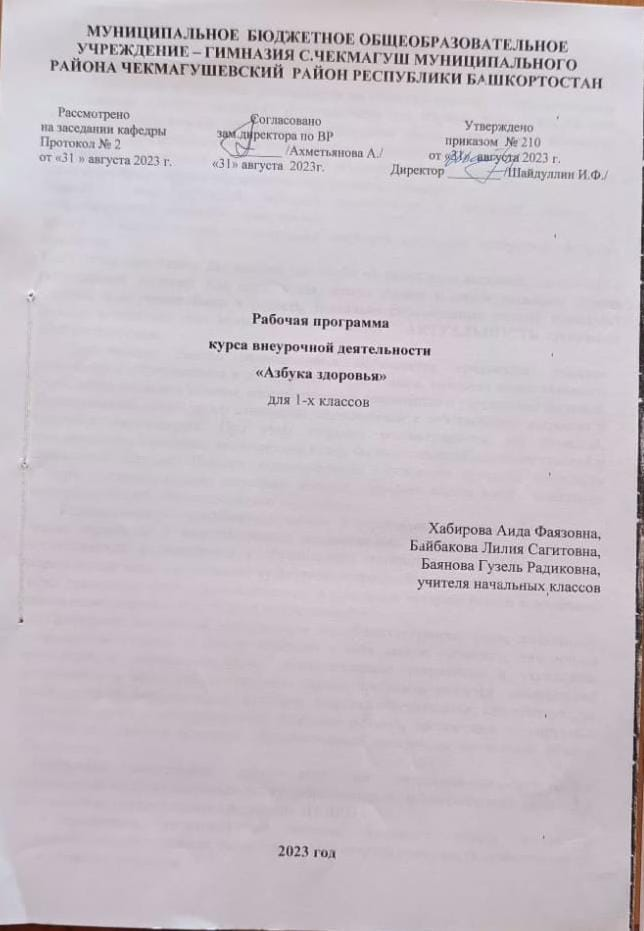 МУНИЦИПАЛЬНОЕ БЮДЖЕТНОЕ ОБЩЕОБРАЗОВАТЕЛЬНОЕ
УЧРЕЖДЕНИЕ – ГИМНАЗИЯ С.ЧЕКМАГУШ МУНИЦИПАЛЬНОГО
РАЙОНА ЧЕКМАГУШЕВСКИЙ РАЙОН РЕСПУБЛИКИ БАШКОРТОСТАН
Рассмотрено
на заседании кафедры
Протокол № 2
от «31 » августа 2023 г.
Согласовано
зам.директора по ВР
/Ахметьянова А./
«31» августа 2023г.
Утверждено
приказом № 210
от «31» августа 2023 г.
Директор ________ /Шайдуллин И.Ф./
Рабочая программа
курса внеурочной деятельности
«Азбука здоровья»
для 1-х классов
Хабирова Аида Фаязовна,
Байбакова Лилия Сагитовна,
Баянова Гузель Радиковна,
учителя начальных классов
2023 год